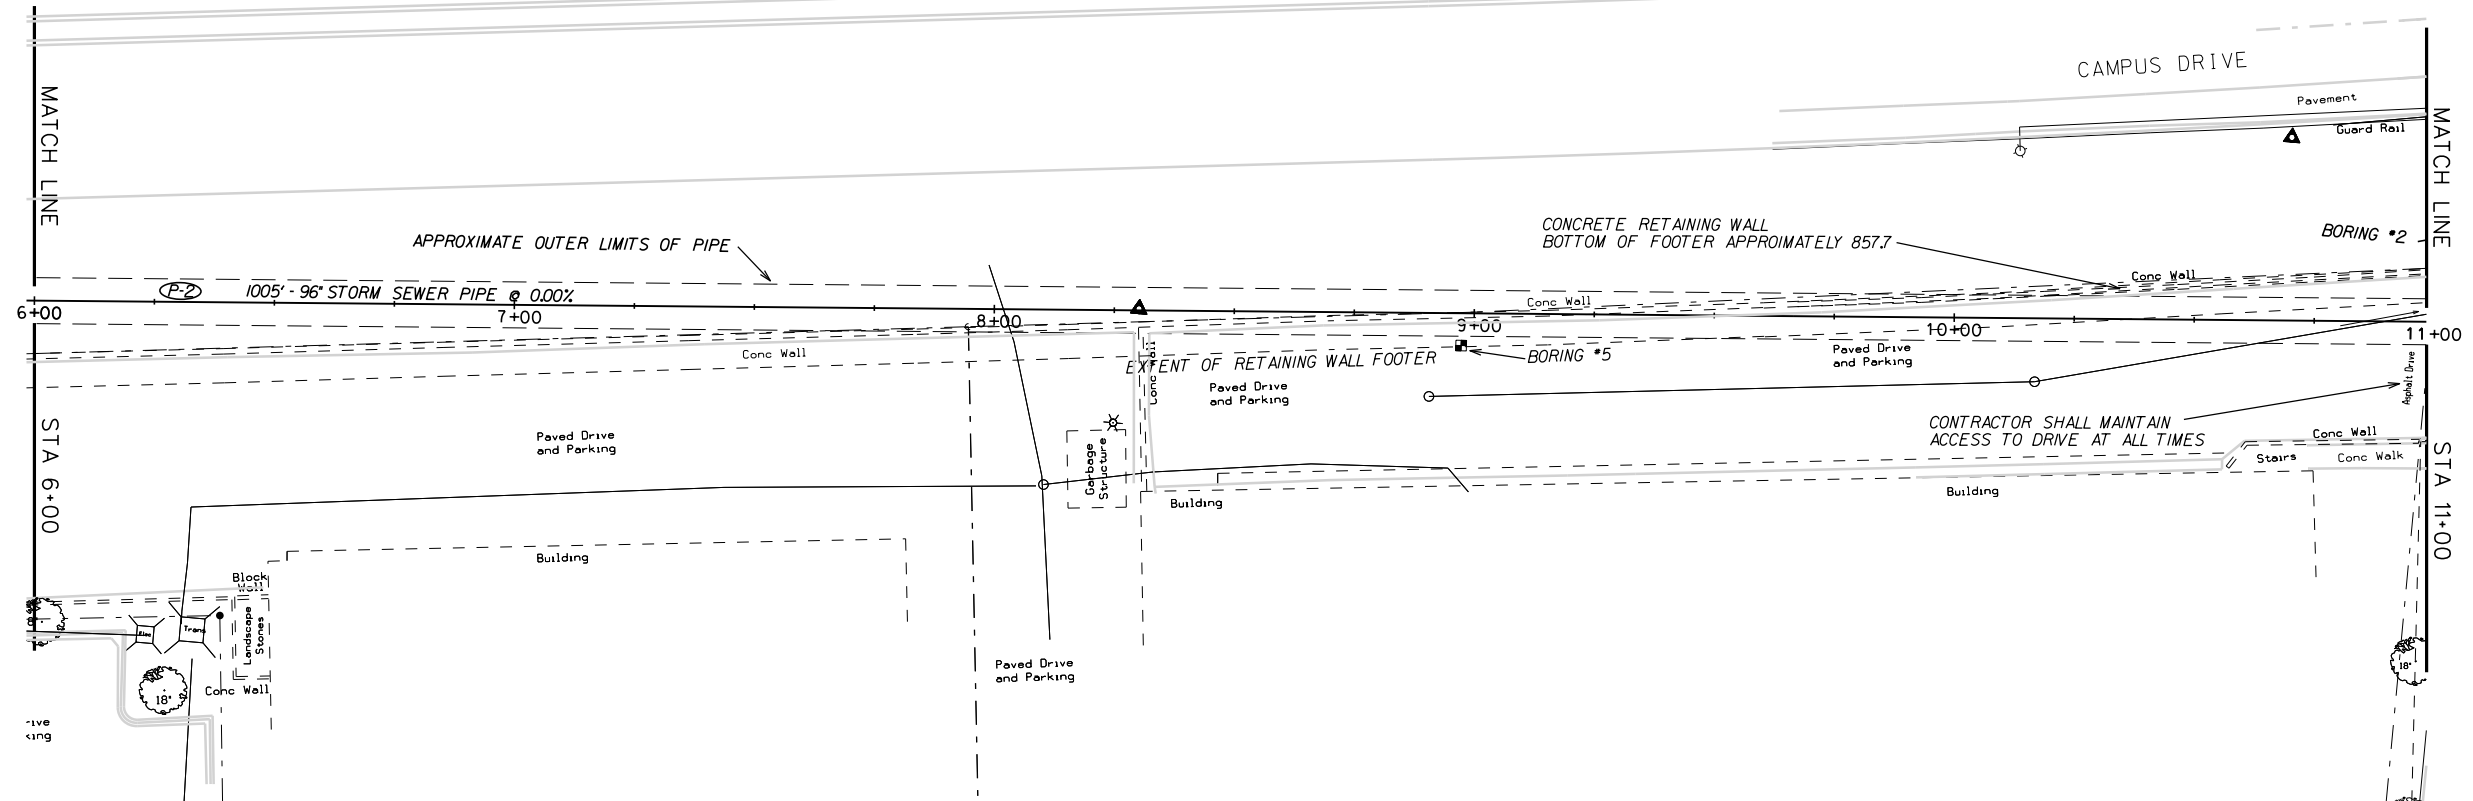 CAMPUS DRIVE
Pavement
Guard Rail
MATCH LINE
MATCH LINE
CONCRETE RETAINING WALL
BOTTOM OF FOOTER APPROIMATELY 857.7
BORING #2
APPROXIMATE OUTER LIMITS OF PIPE
Conc Wall
P-2
1005' - 96" STORM SEWER PIPE @ 0.00%
Conc Wall
6+00
7+00
8+00
9+00
10+00
11+00
Conc Wall
Conc Wall
EXTENT OF RETAINING WALL FOOTER
BORING #5
Paved Drive
and Parking
Paved Drive
and Parking
Asphalt Drive
CONTRACTOR SHALL MAINTAIN
ACCESS TO DRIVE AT ALL TIMES
Paved Drive
and Parking
Conc Wall
Stairs
Conc Walk
Garbage
Structure
STA 6+00
STA 11+00
Building
Building
Building
Block
Wall
Landscape
Stones
Elec
Trans
18"
Conc Wall
Paved Drive
and Parking
18"
rive
king